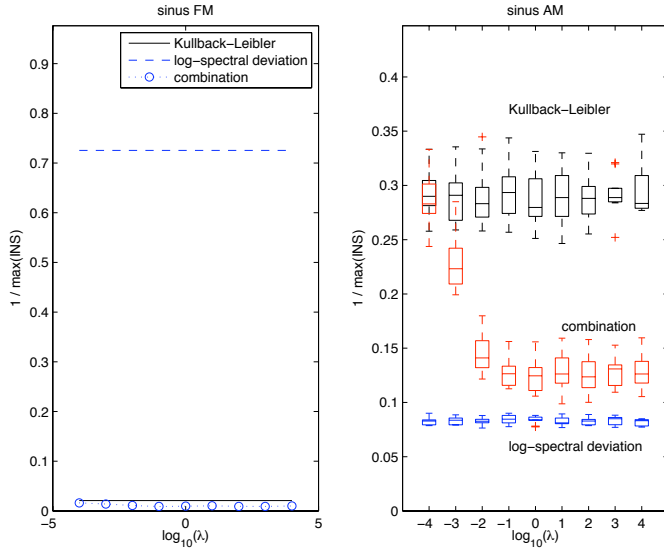 sinus FM
Kullback−Leibler
log−spectral deviation
combination
0.9
0.8
0.7
0.6
0.5
0.4
0.3
0.2
0.1
0
−5
0
5
1 / max(INS)
log10(λ)
sinus AM
0.4
0.35
0.3
0.25
0.2
0.15
0.1
0.05
0
−4 −3 −2 −1 0 1 2 3 4
1 / max(INS)
log10(λ)
Kullback−Leibler
combination
log−spectral deviation